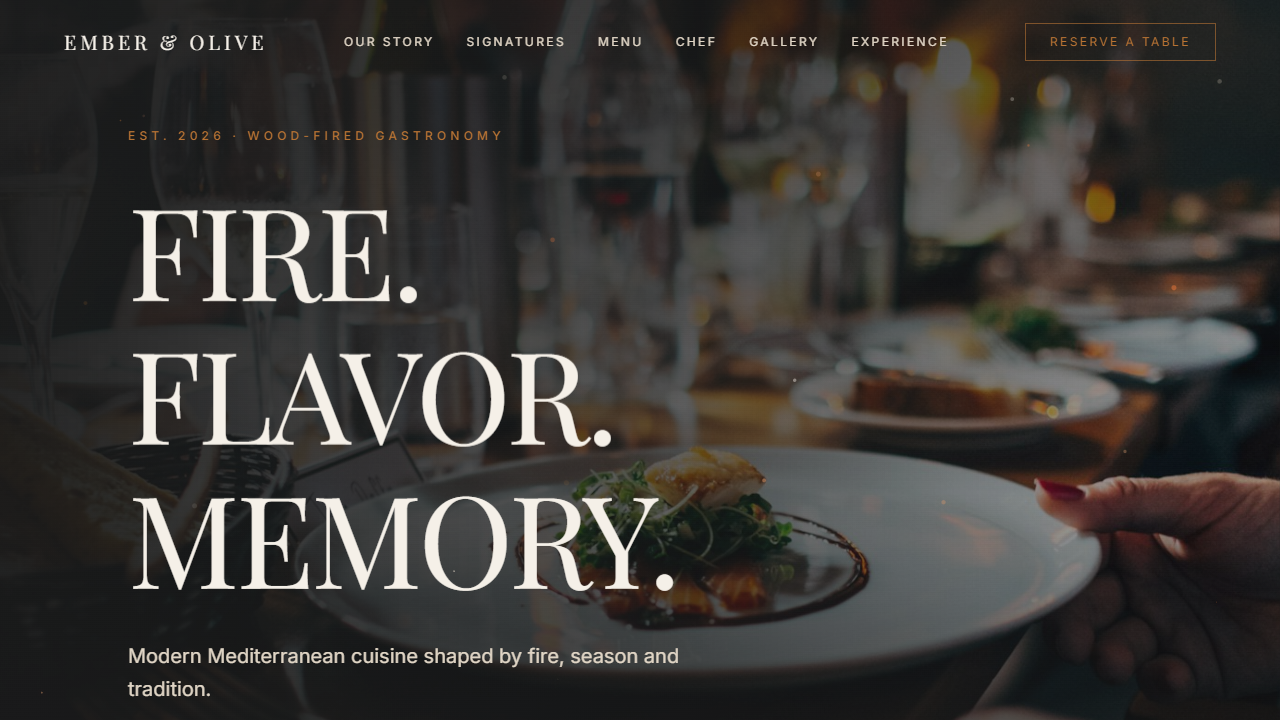 EMBER & OLIVE
OUR STORY SIGNATURES MENU CHEF GALLERY EXPERIENCE
RESERVE A TABLE
EST. 2026 · WOOD-FIRED GASTRONOMY
FIRE.
FLAVOR.
MEMORY.
Modern Mediterranean cuisine shaped by fire, season and
tradition.